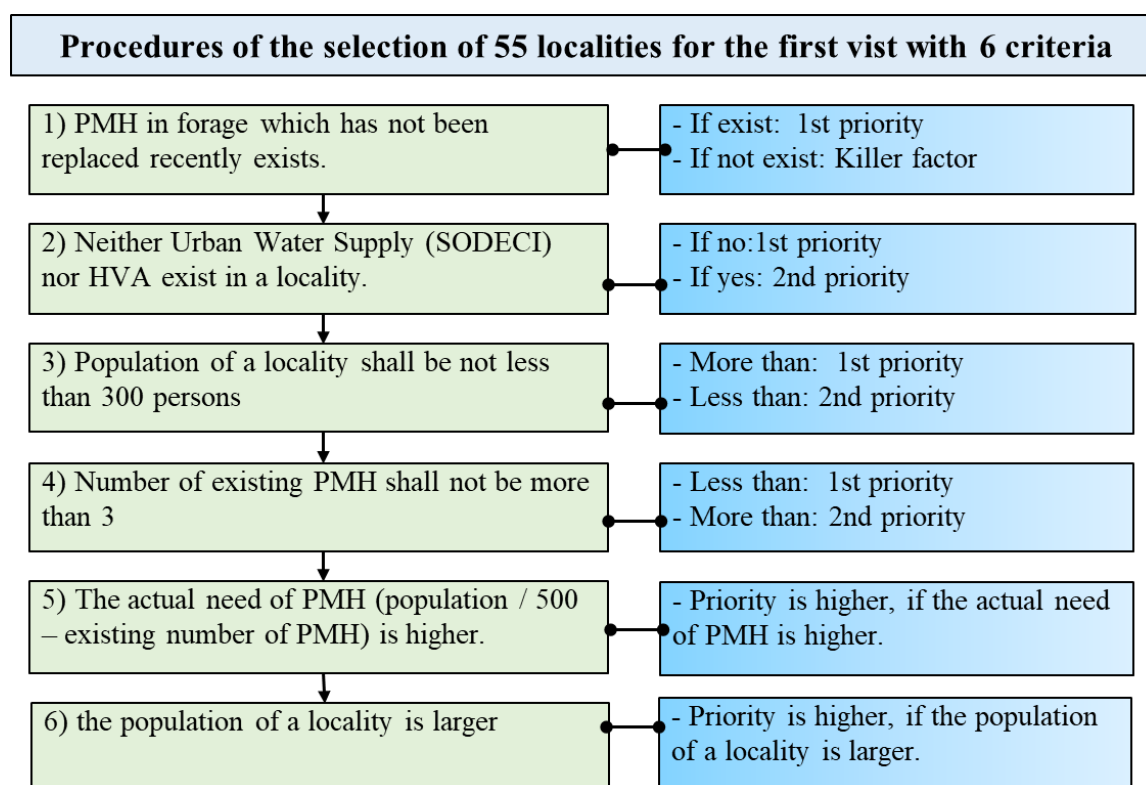 Procedures of the selection of 55 localities for the first vist with 6 criteria
1) PMH in forage which has not been
replaced recently exists.
- If exist: 1st priority
- If not exist: Killer factor
2) Neither Urban Water Supply (SODECI)
nor HVA exist in a locality.
- If no:1st priority
- If yes: 2nd priority
3) Population of a locality shall be not less
than 300 persons
- More than: 1st priority
- Less than: 2nd priority
4) Number of existing PMH shall not be more
than 3
- Less than: 1st priority
- More than: 2nd priority
5) The actual need of PMH (population / 500
– existing number of PMH) is higher.
- Priority is higher, if the actual need
of PMH is higher.
6) the population of a locality is larger
- Priority is higher, if the population
of a locality is larger.